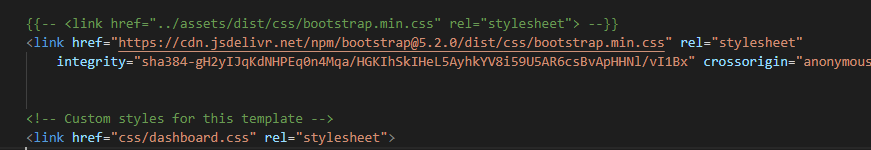 {{-- <link href="../assets/dist/css/bootstrap.min.css" rel="stylesheet"> --}}
<link href="https://cdn.jsdelivr.net/npm/bootstrap@5.2.0/dist/css/bootstrap.min.css" rel="stylesheet"
integrity="sha384-gH2yIJqKdNHPEq0n4Mqa/HGKIhSkIHeL5AyhkYV8i59U5AR6csBvApHHNl/vI1Bx" crossorigin="anonymous
<!-- Custom styles for this template -->
<link href="css/dashboard.css" rel="stylesheet">